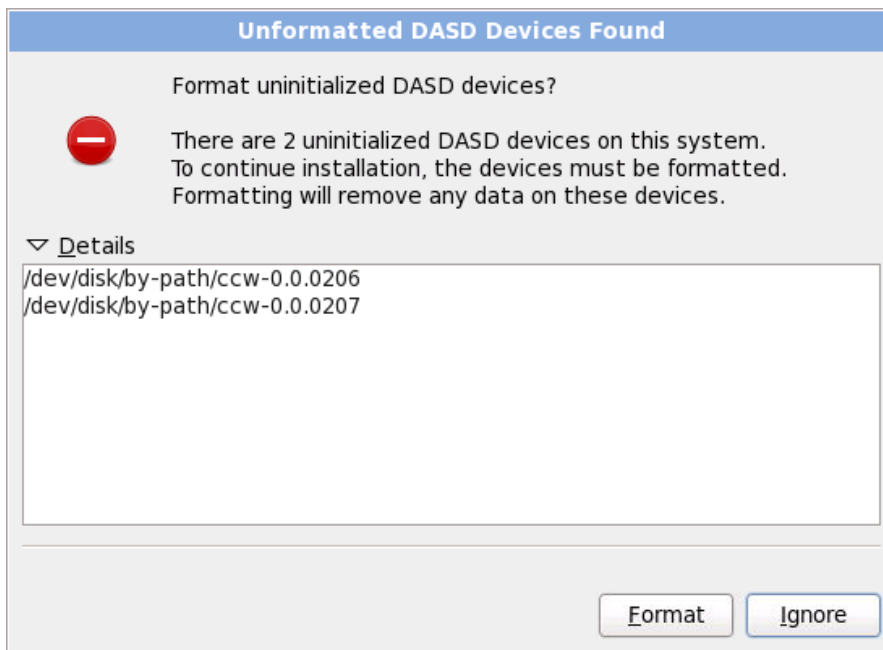 Unformatted DASD Devices Found
Format uninitialized DASD devices?
There are 2 uninitialized DASD devices on this system.
To continue installation, the devices must be formatted.
Formatting will remove any data on these devices.
Details
/dev/disk/by-path/ccw-0.0.0206
/dev/disk/by-path/ccw-0.0.0207
Format
Ignore